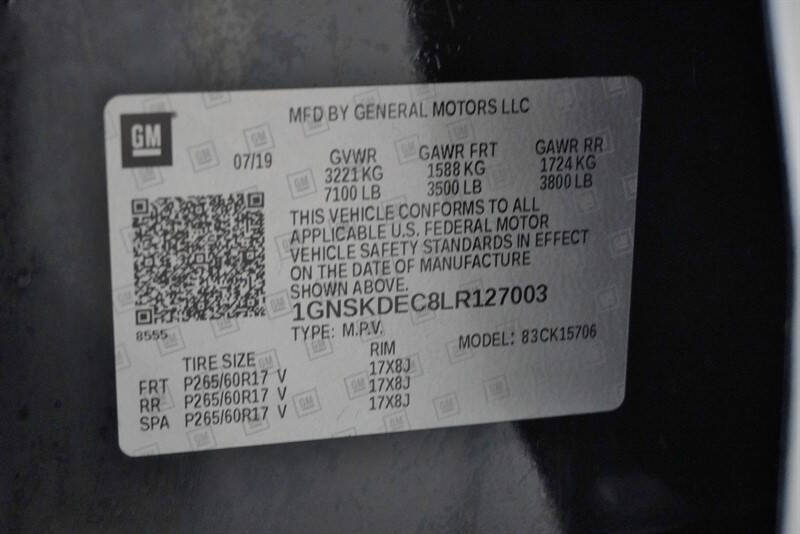 MFD BY GENERAL MOTORS LLC
GM
07/19
GVWR GAWR FRT GAWR RR
3221 KG 1588 KG 1724 KG
7100 LB 3500 LB 3800 LB
THIS VEHICLE CONFORMS TO ALL
APPLICABLE U.S. FEDERAL MOTOR
VEHICLE SAFETY STANDARDS IN EFFECT
ON THE DATE OF MANUFACTURE
SHOWN ABOVE.
1GNSKDEC8LR127003
8555
TYPE: M.P.V. MODEL: 83CK15706
TIRE SIZE RIM
FRT P265/60R17 V 17X8J
RR P265/60R17 V 17X8J
SPA P265/60R17 V 17X8J